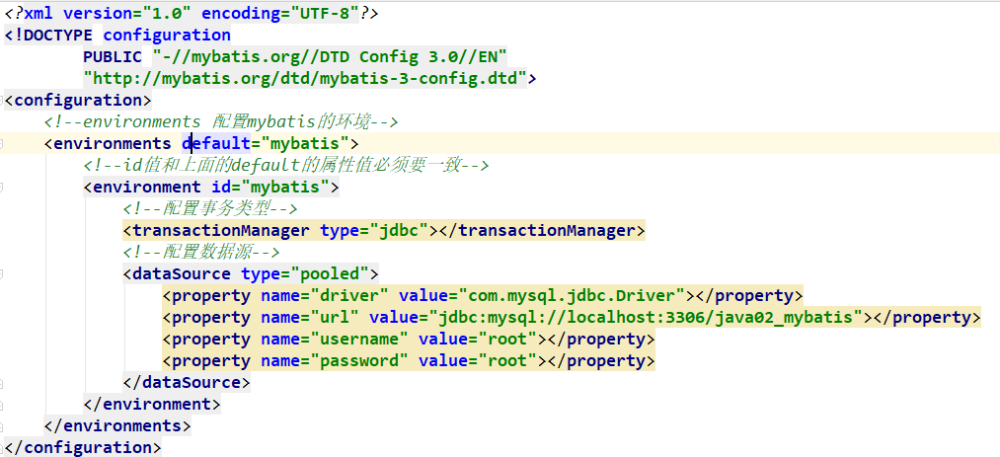 <?xml version="1.0" encoding="UTF-8"?>
<!DOCTYPE configuration
        PUBLIC "-//mybatis.org//DTD Config 3.0//EN"
        "http://mybatis.org/dtd/mybatis-3-config.dtd">
<configuration>
    <!--environments 配置mybatis的环境-->
    <environments default="mybatis">
        <!--id值和上面的default的属性值必须要一致-->
        <environment id="mybatis">
            <!--配置事务类型-->
            <transactionManager type="jdbc"></transactionManager>
            <!--配置数据源-->
            <dataSource type="pooled">
                <property name="driver" value="com.mysql.jdbc.Driver"></property>
                <property name="url" value="jdbc:mysql://localhost:3306/java02_mybatis"></property>
                <property name="username" value="root"></property>
                <property name="password" value="root"></property>
            </dataSource>
        </environment>
    </environments>
</configuration>